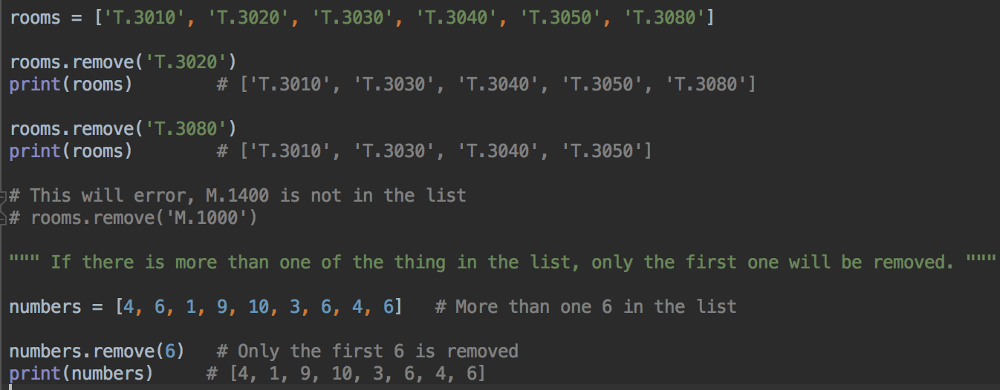 rooms = ['T.3010', 'T.3020', 'T.3030', 'T.3040', 'T.3050', 'T.3080']
rooms.remove('T.3020')
print(rooms)        # ['T.3010', 'T.3030', 'T.3040', 'T.3050', 'T.3080']
rooms.remove('T.3080')
print(rooms)        # ['T.3010', 'T.3030', 'T.3040', 'T.3050']
# This will error, M.1400 is not in the list
# rooms.remove('M.1000')
""" If there is more than one of the thing in the list, only the first one will be removed. """
numbers = [4, 6, 1, 9, 10, 3, 6, 4, 6]   # More than one 6 in the list
numbers.remove(6)   # Only the first 6 is removed
print(numbers)     # [4, 1, 9, 10, 3, 6, 4, 6]